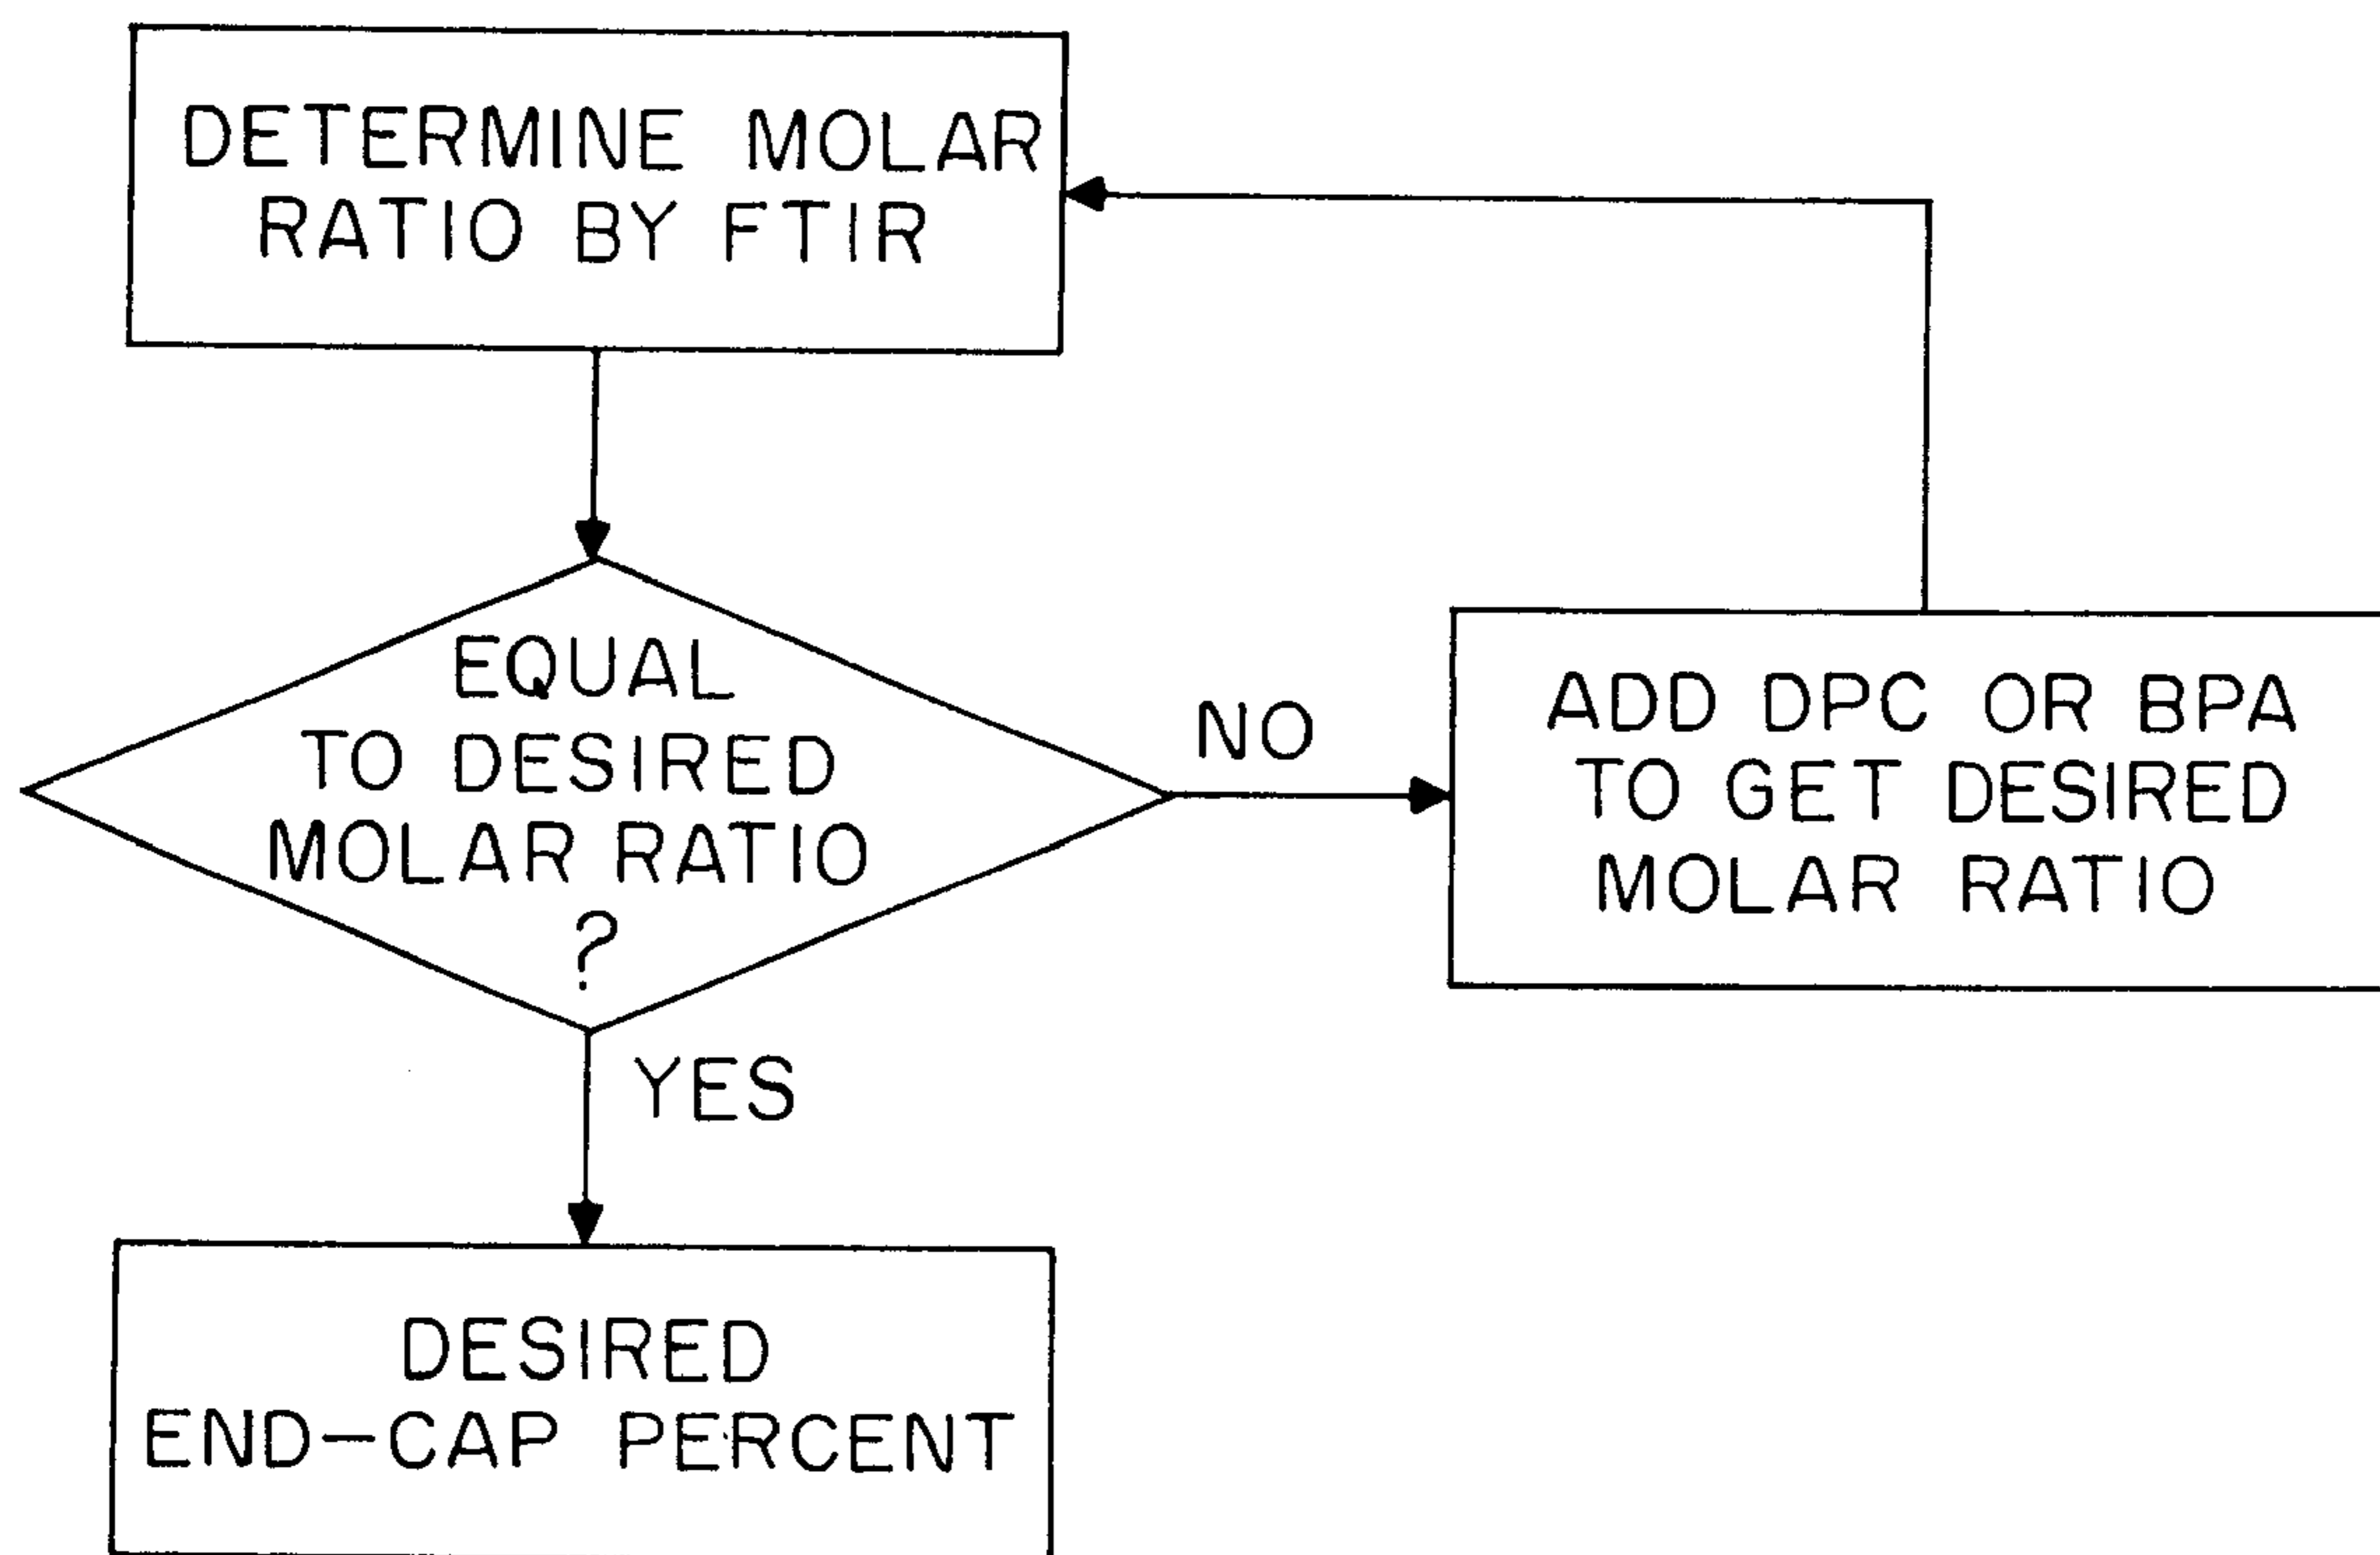 DETERMINE MOLAR
RATIO BY FTIR
EQUAL
TO DESIRED
MOLAR RATIO
?
NO
ADD DPC OR BPA
TO GET DESIRED
MOLAR RATIO
YES
DESIRED
END-CAP PERCENT